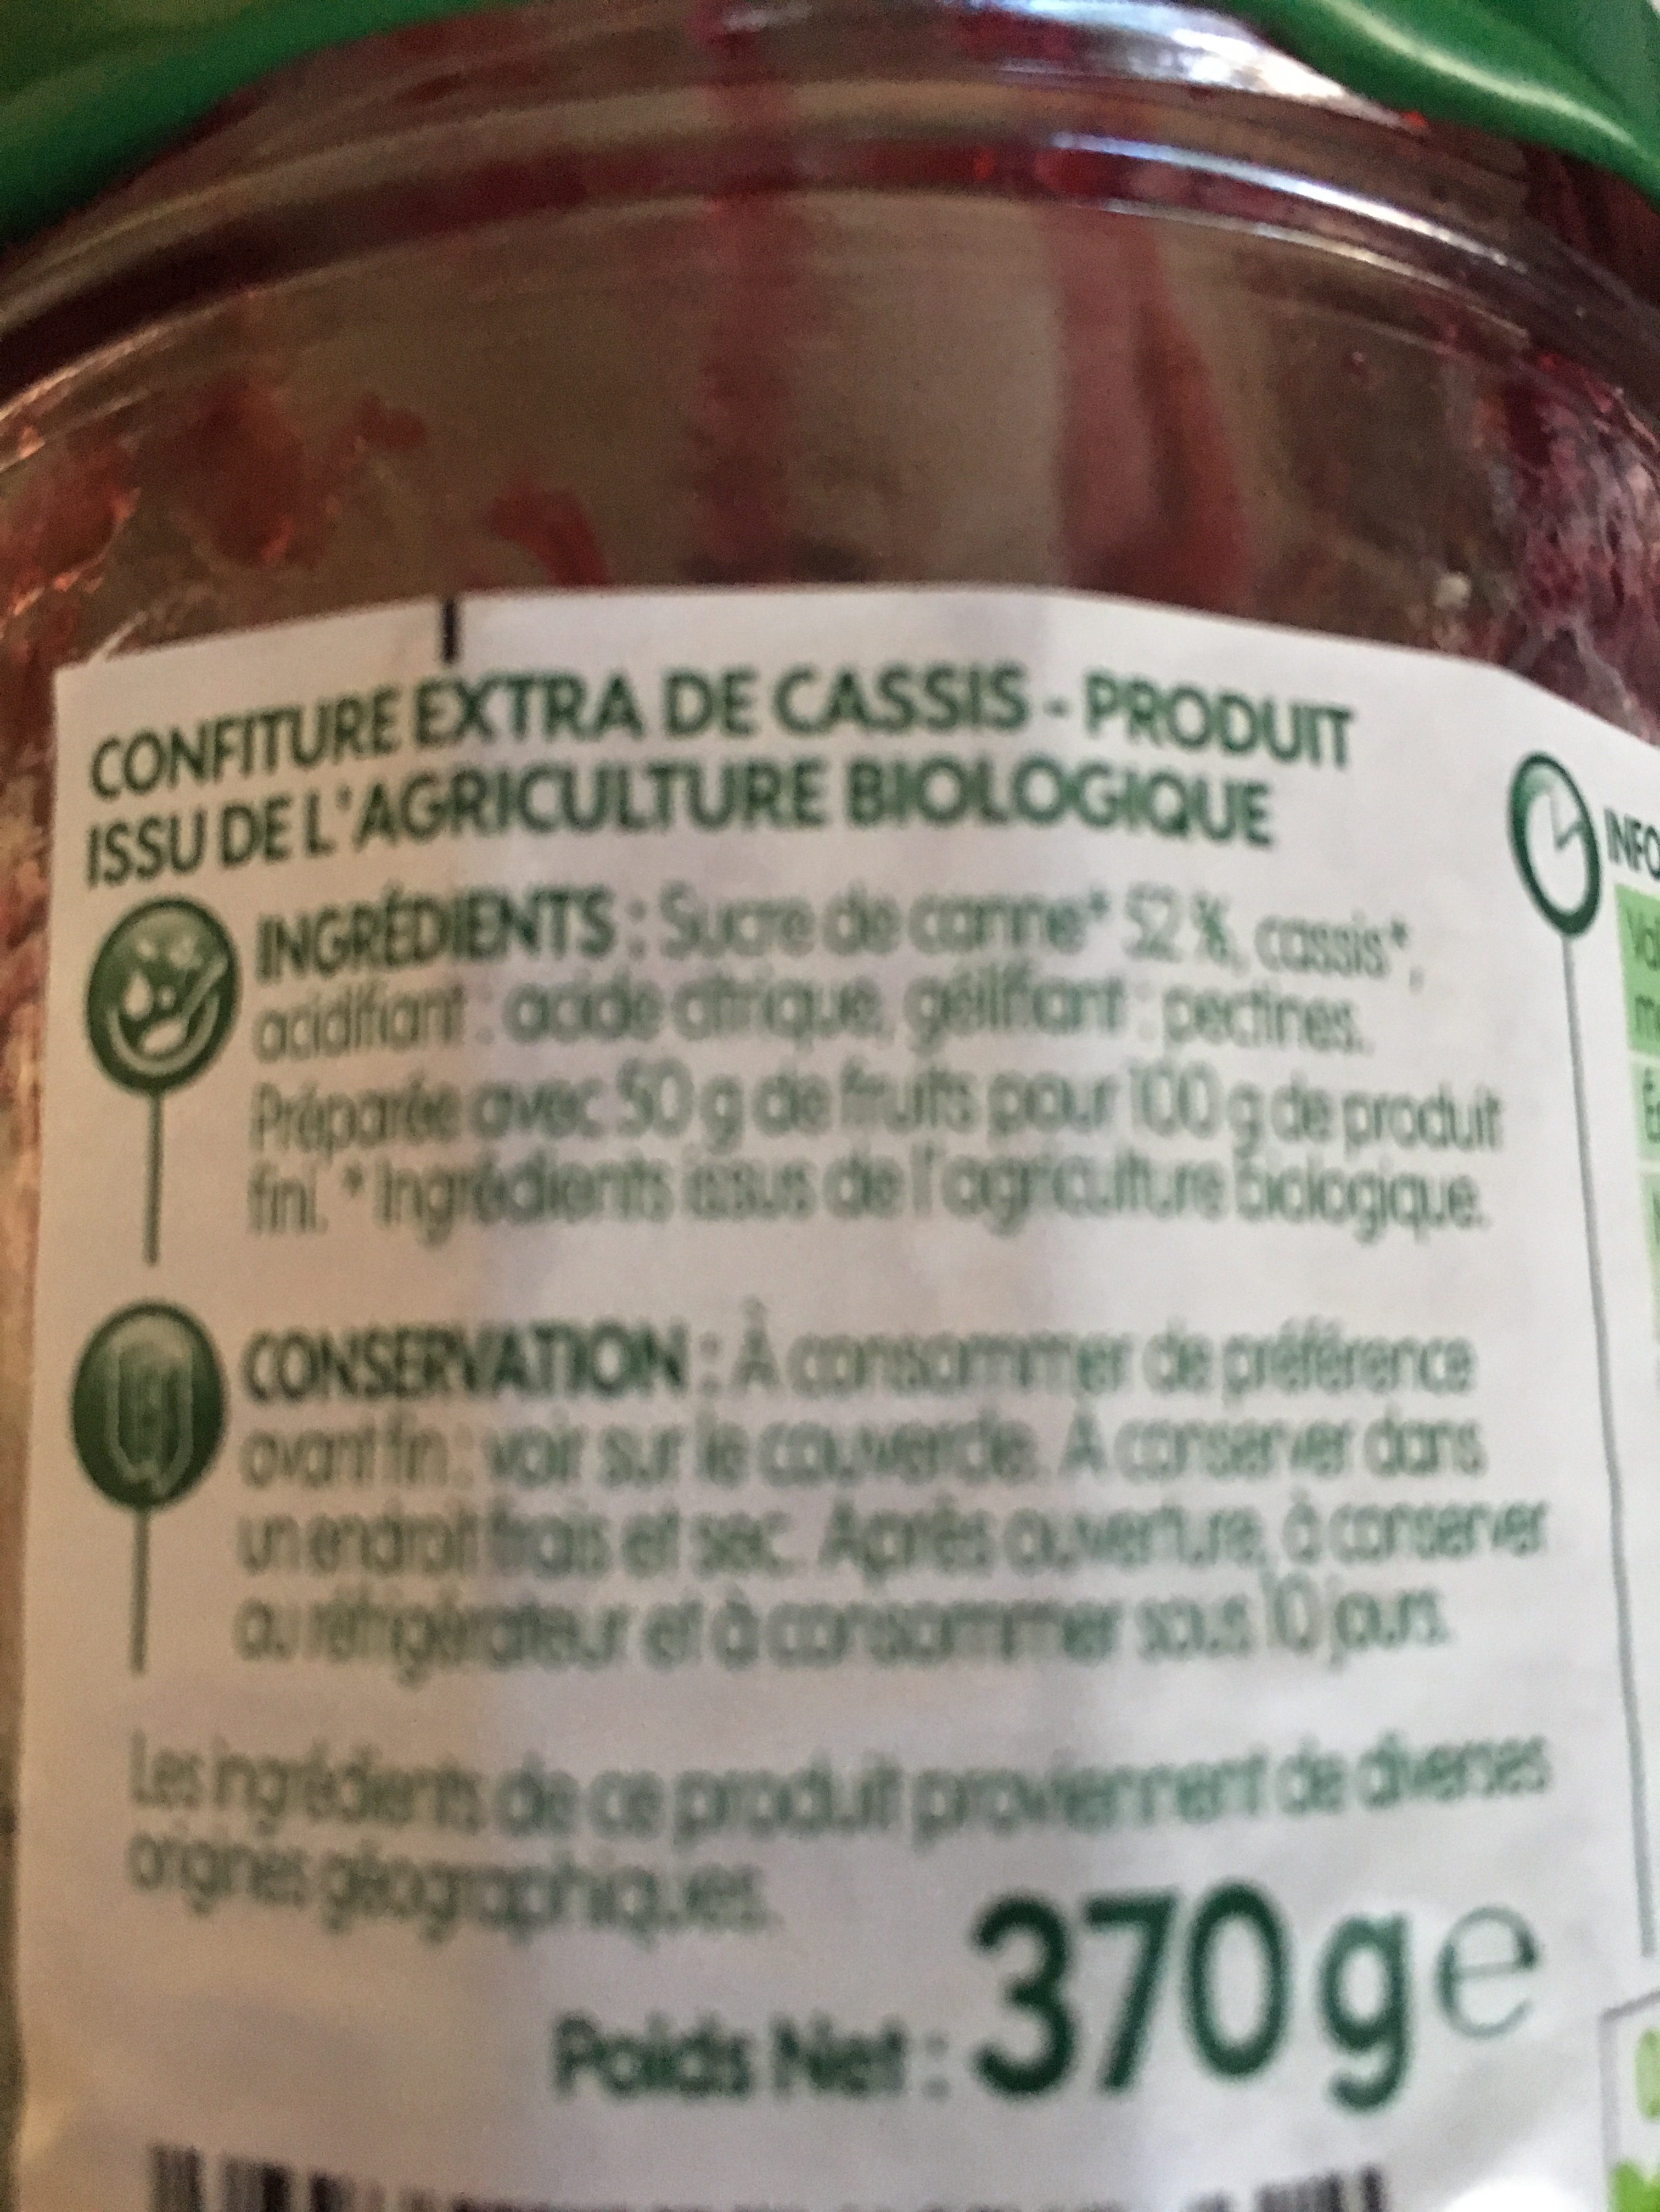 CONFITURE EXTRA DE CASSIS - PRODUIT
ISSU DE L'AGRICULTURE BIOLOGIQUE
INGRÉDIENTS : Sucre de canne* 52 %, cassis*,
acidifiant : acide citrique, gélifiant : pectines.
Préparée avec 50 g de fruits pour 100 g de produit
fini. * Ingrédients issus de l'agriculture biologique.
CONSERVATION : À consommer de préférence
avant fin : voir sur le couvercle. À conserver dans
un endroit frais et sec. Après ouverture, à conserver
au réfrigérateur et à consommer sous 10 jours.
Les ingrédients de ce produit proviennent de diverses
origines géographiques.
Poids Net : 370 g e
INFO